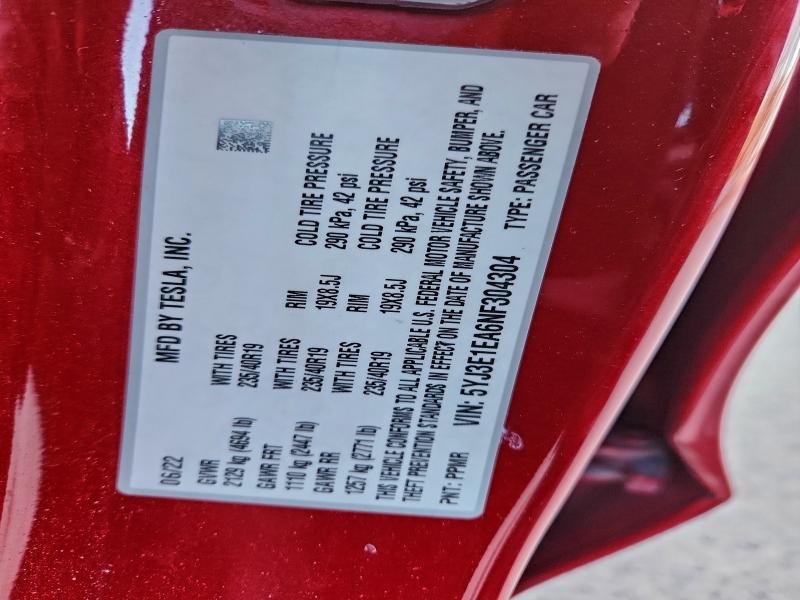 MFD BY TESLA, INC.
06/22
GVWR WITH TIRES RIM COLD TIRE PRESSURE
2129 kg (4694 lb) 235/40R19 19X8.5J 290 kPa, 42 psi
GAWR FRT WITH TIRES RIM COLD TIRE PRESSURE
1110 kg (2447 lb) 235/40R19 19X8.5J 290 kPa, 42 psi
GAWR RR WITH TIRES
1257 kg (2771 lb) 235/40R19
THIS VEHICLE CONFORMS TO ALL APPLICABLE U.S. FEDERAL MOTOR VEHICLE SAFETY, BUMPER, AND
THEFT PREVENTION STANDARDS IN EFFECT ON THE DATE OF MANUFACTURE SHOWN ABOVE.
PNT: PPMR VIN: 5YJ3E1EA6NF304304 TYPE: PASSENGER CAR